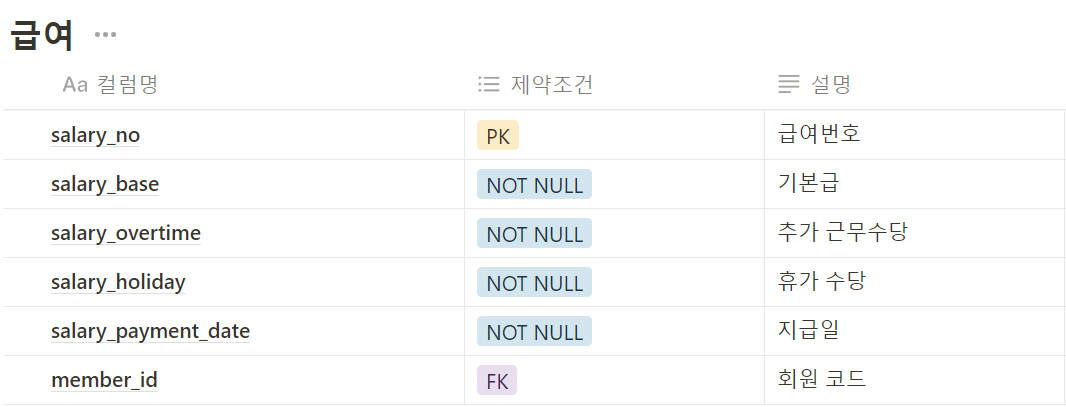 급여 ...
Aa 컬럼명 제약조건 설명
salary_no PK 급여번호
salary_base NOT NULL 기본급
salary_overtime NOT NULL 추가 근무수당
salary_holiday NOT NULL 휴가 수당
salary_payment_date NOT NULL 지급일
member_id FK 회원 코드